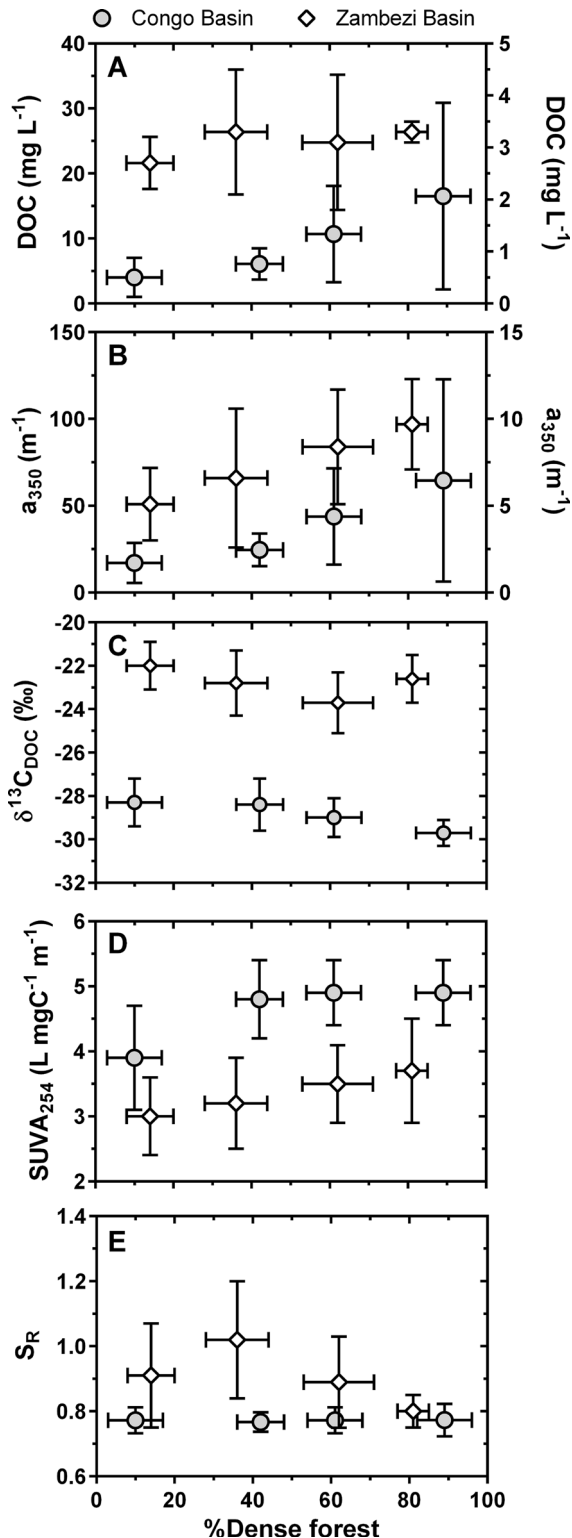 Congo Basin Zambezi Basin
A
DOC (mg L⁻¹)
40
30
20
10
0
5
4
3
2
1
0
DOC (mg L⁻¹)
B
a₃₅₀ (m⁻¹)
150
100
50
0
15
10
5
0
a₃₅₀ (m⁻¹)
C
δ¹³C_DOC (‰)
-20
-22
-24
-26
-28
-30
-32
D
SUVA₂₅₄ (L mgC⁻¹ m⁻¹)
6
5
4
3
2
E
S_R
1.4
1.2
1.0
0.8
0.6
0 20 40 60 80 100
%Dense forest